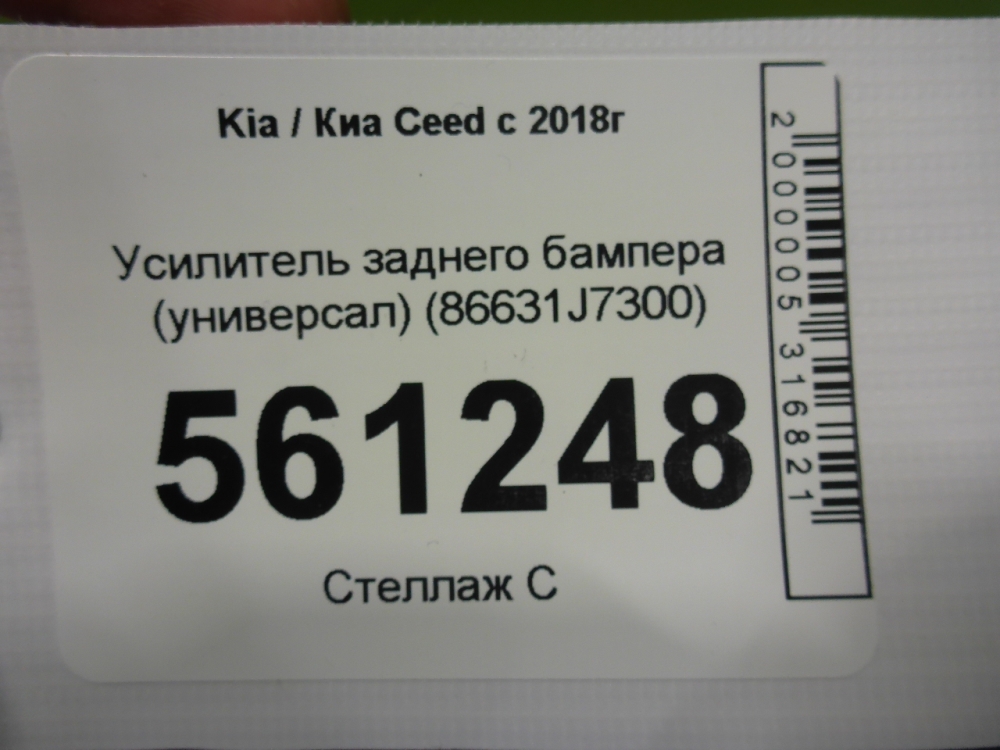 Kia / Киа Ceed с 2018г
Усилитель заднего бампера
(универсал) (86631J7300)
561248
Стеллаж С
2000005316821